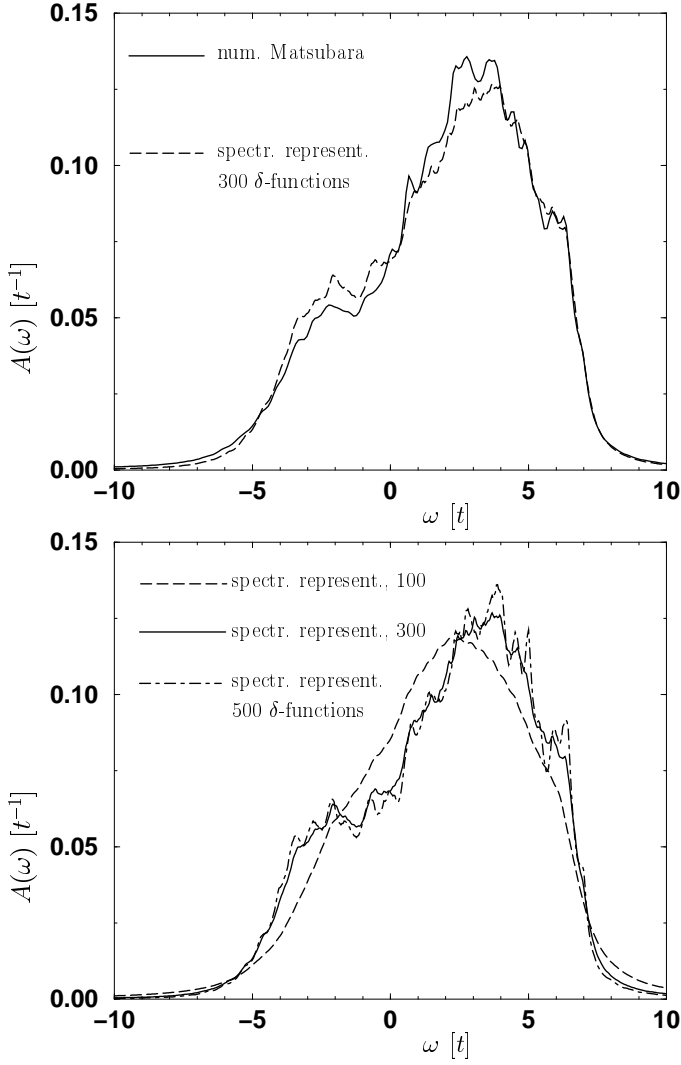 0.15
num. Matsubara
spectr. represent.
300 δ-functions
0.10
0.05
0.00
A(ω) [t⁻¹]
−10 −5 0 5 10
ω [t]
0.15
spectr. represent., 100
spectr. represent., 300
spectr. represent.
500 δ-functions
0.10
0.05
0.00
A(ω) [t⁻¹]
−10 −5 0 5 10
ω [t]